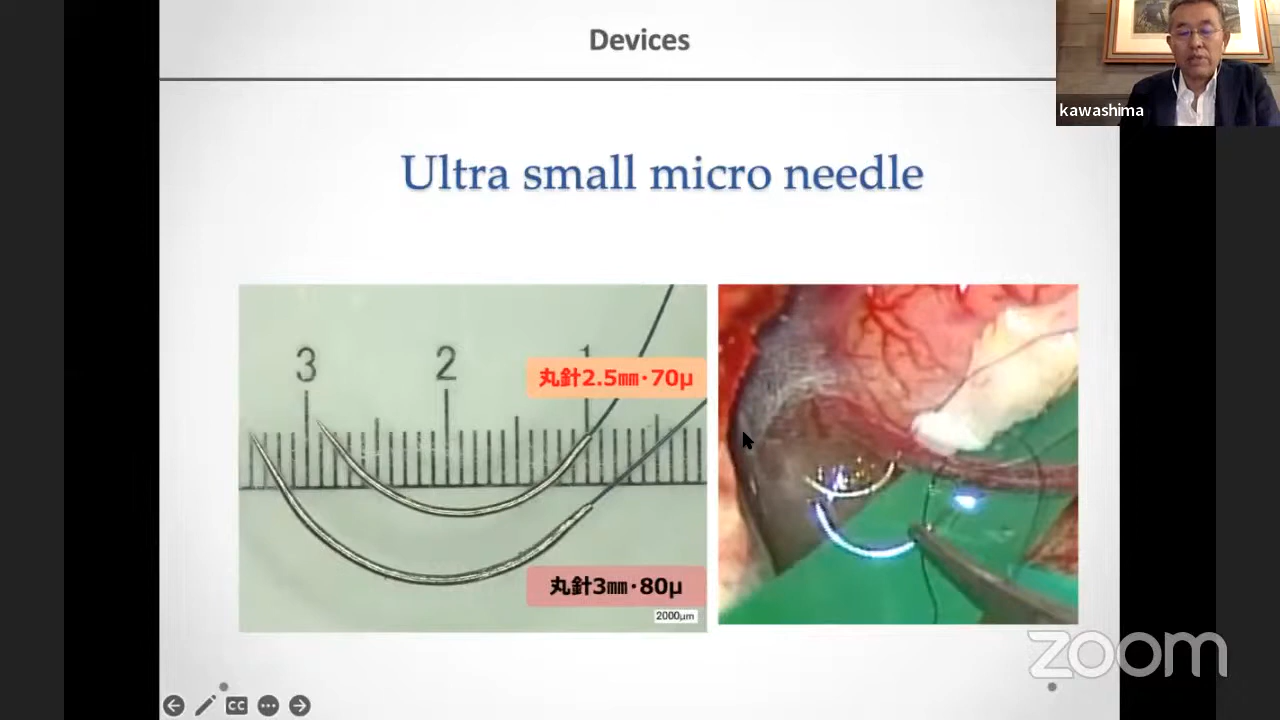 Devices
kawashima
Ultra small micro needle
3 2 1
丸針2.5㎜·70μ
丸針3㎜·80μ
2000μm
zoom
CC